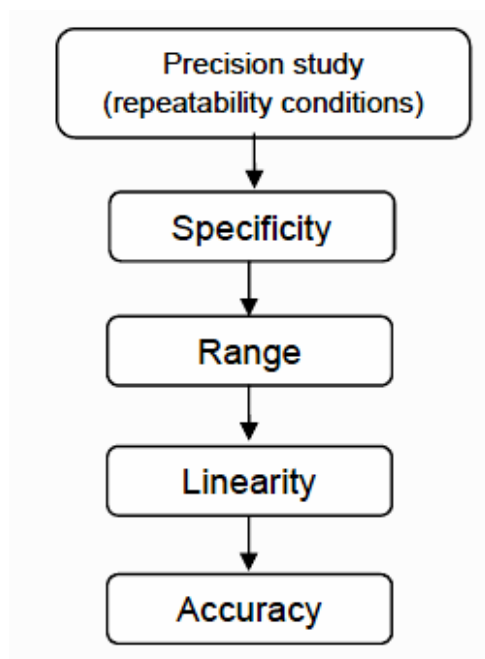 Precision study
(repeatability conditions)
Specificity
Range
Linearity
Accuracy